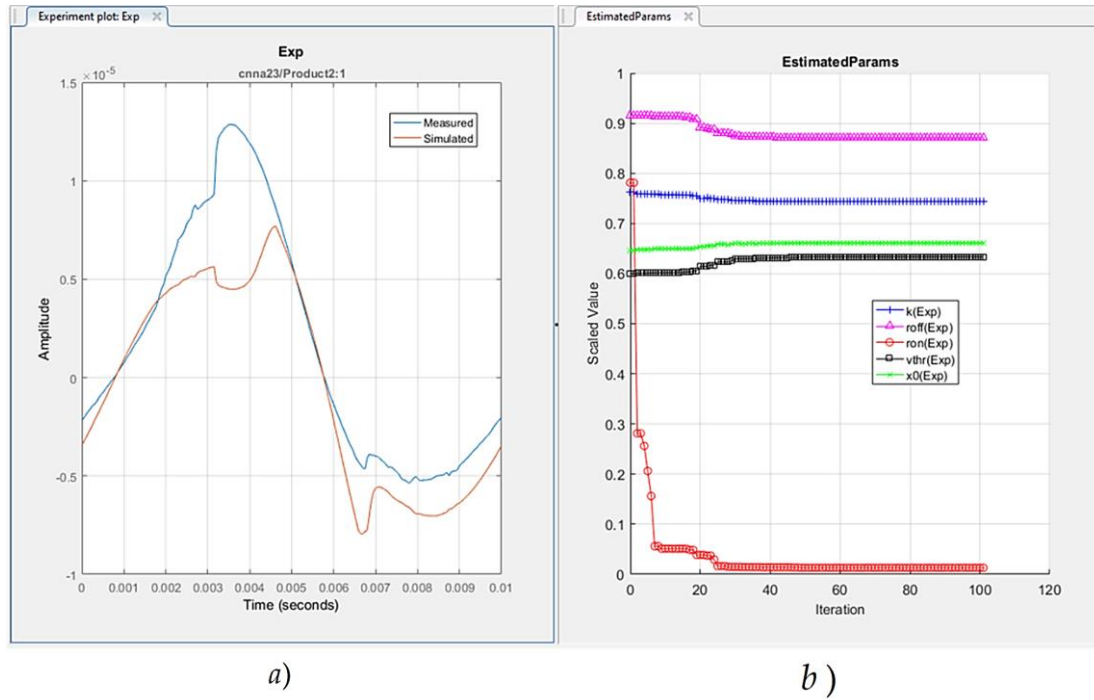 Experiment plot: Exp
Exp
cnna23/Product2:1
×10⁻⁵
1.5
1
0.5
0
-0.5
-1
Amplitude
Measured
Simulated
0 0.001 0.002 0.003 0.004 0.005 0.006 0.007 0.008 0.009 0.01
Time (seconds)
a)
EstimatedParams
EstimatedParams
1
0.9
0.8
0.7
0.6
0.5
0.4
0.3
0.2
0.1
0
Scaled Value
k(Exp)
roff(Exp)
ron(Exp)
vthr(Exp)
x0(Exp)
0 20 40 60 80 100 120
Iteration
b )